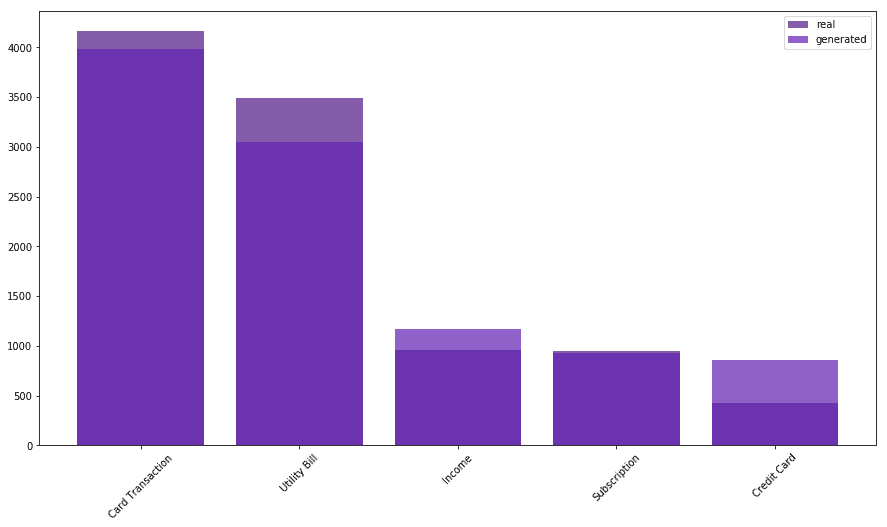 real
generated
4000
3500
3000
2500
2000
1500
1000
500
0
Card Transaction
Utility Bill
Income
Subscription
Credit Card